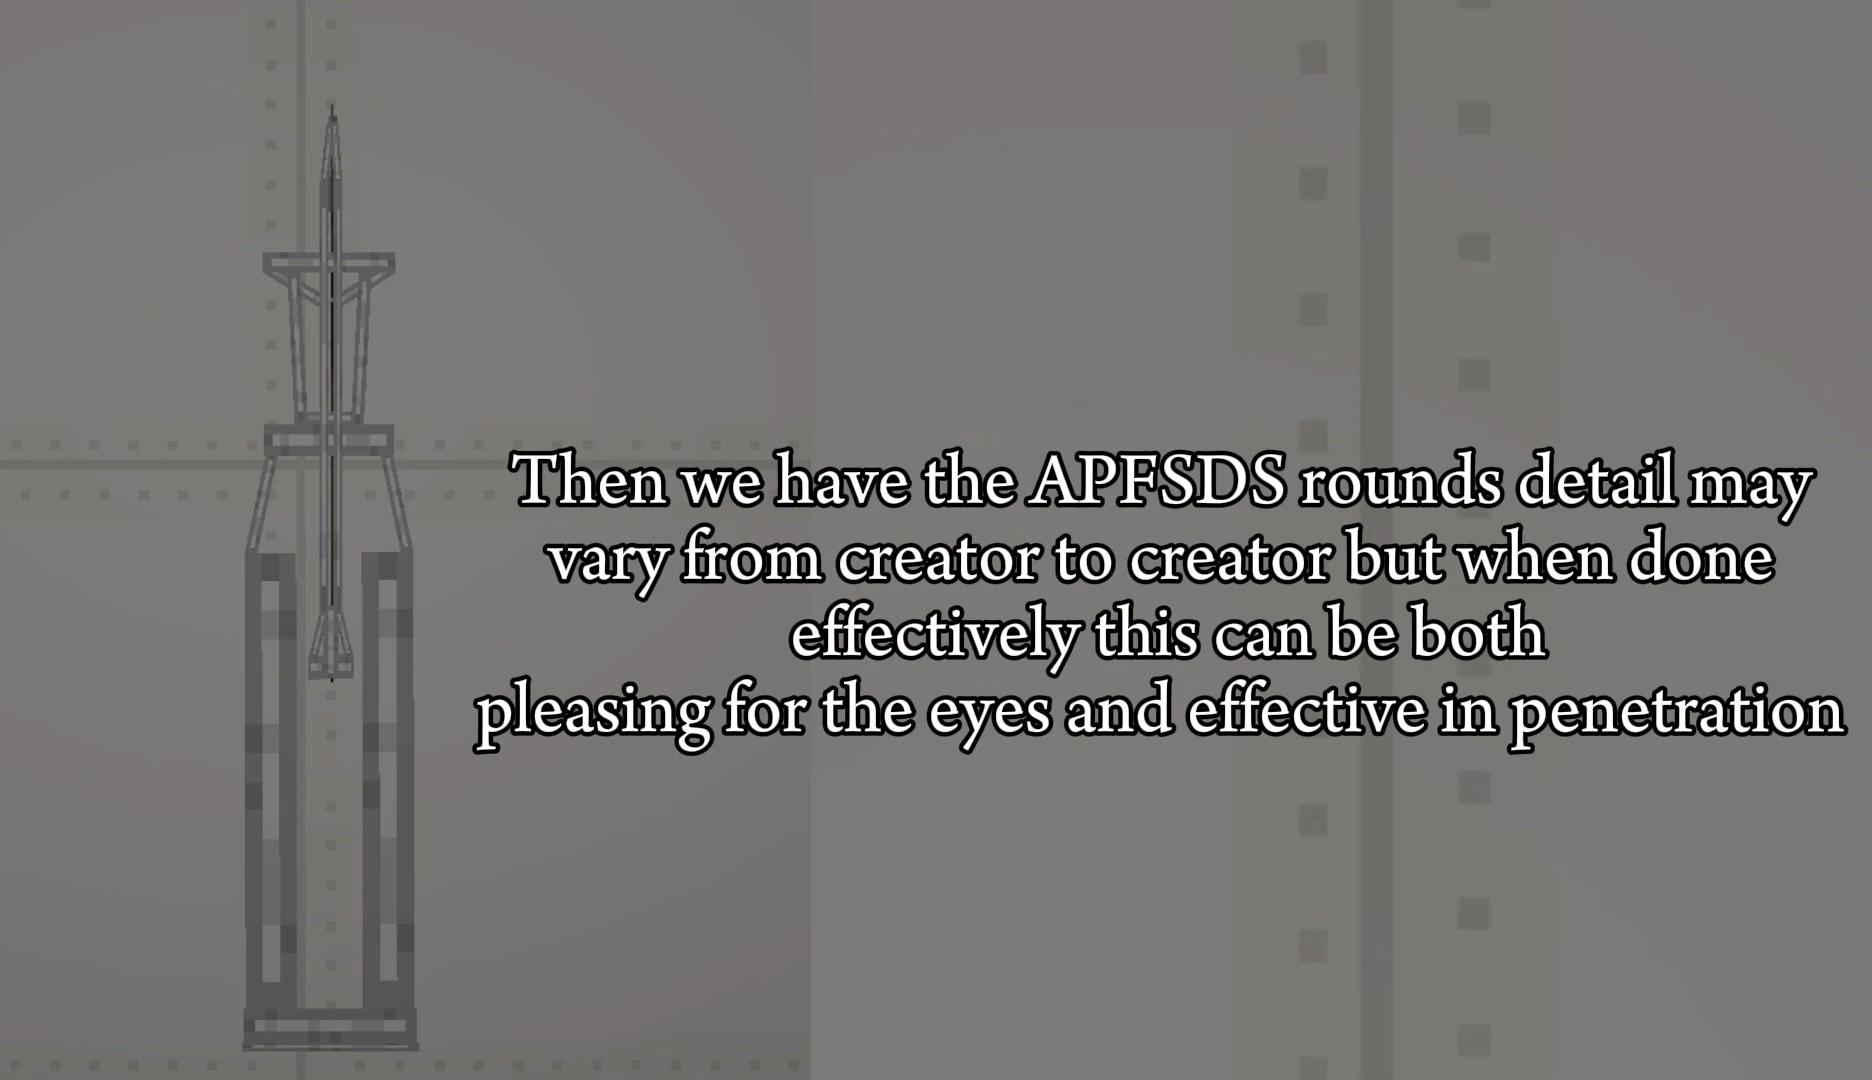 Then we have the APFSDS rounds detail may
vary from creator to creator but when done
effectively this can be both
pleasing for the eyes and effective in penetration